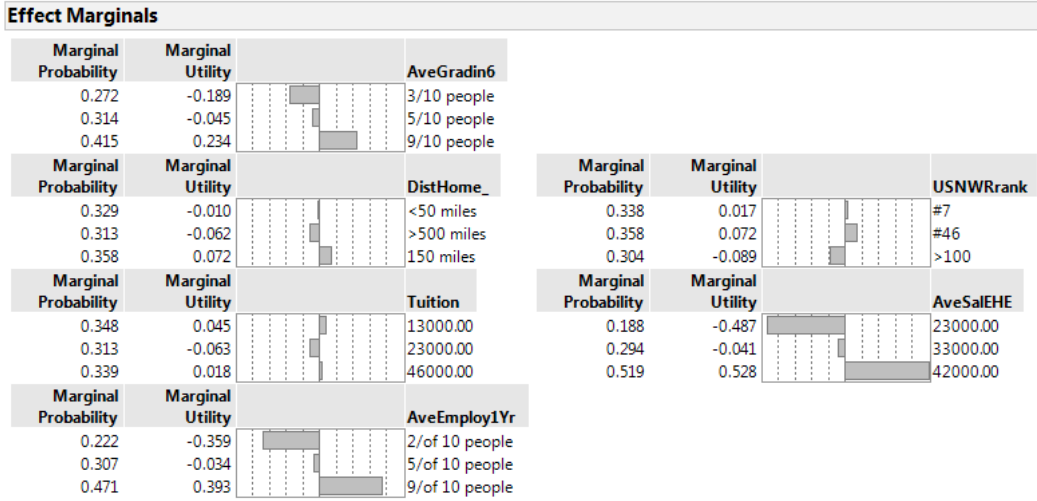 Effect Marginals
Marginal Probability Marginal Utility AveGradin6
0.272 -0.189 3/10 people
0.314 -0.045 5/10 people
0.415 0.234 9/10 people
Marginal Probability Marginal Utility DistHome_
0.329 -0.010 <50 miles
0.313 -0.062 >500 miles
0.358 0.072 150 miles
Marginal Probability Marginal Utility USNWRrank
0.338 0.017 #7
0.358 0.072 #46
0.304 -0.089 >100
Marginal Probability Marginal Utility Tuition
0.348 0.045 13000.00
0.313 -0.063 23000.00
0.339 0.018 46000.00
Marginal Probability Marginal Utility AveSalEHE
0.188 -0.487 23000.00
0.294 -0.041 33000.00
0.519 0.528 42000.00
Marginal Probability Marginal Utility AveEmploy1Yr
0.222 -0.359 2/of 10 people
0.307 -0.034 5/of 10 people
0.471 0.393 9/of 10 people